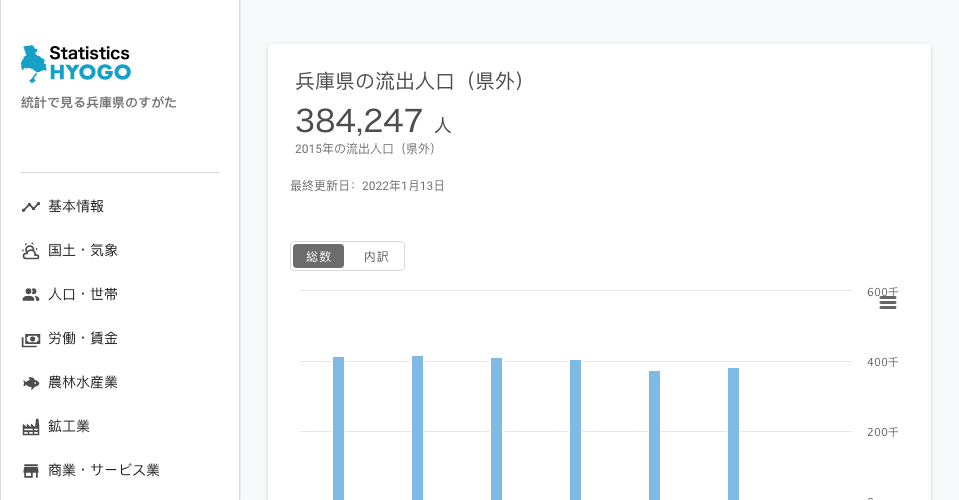 Statistics
HYOGO
統計で見る兵庫県のすがた
基本情報
国土・気象
人口・世帯
労働・賃金
農林水産業
鉱工業
商業・サービス業
兵庫県の流出人口（県外）
384,247 人
2015年の流出人口（県外）
最終更新日：2022年1月13日
総数 内訳
600千
400千
200千